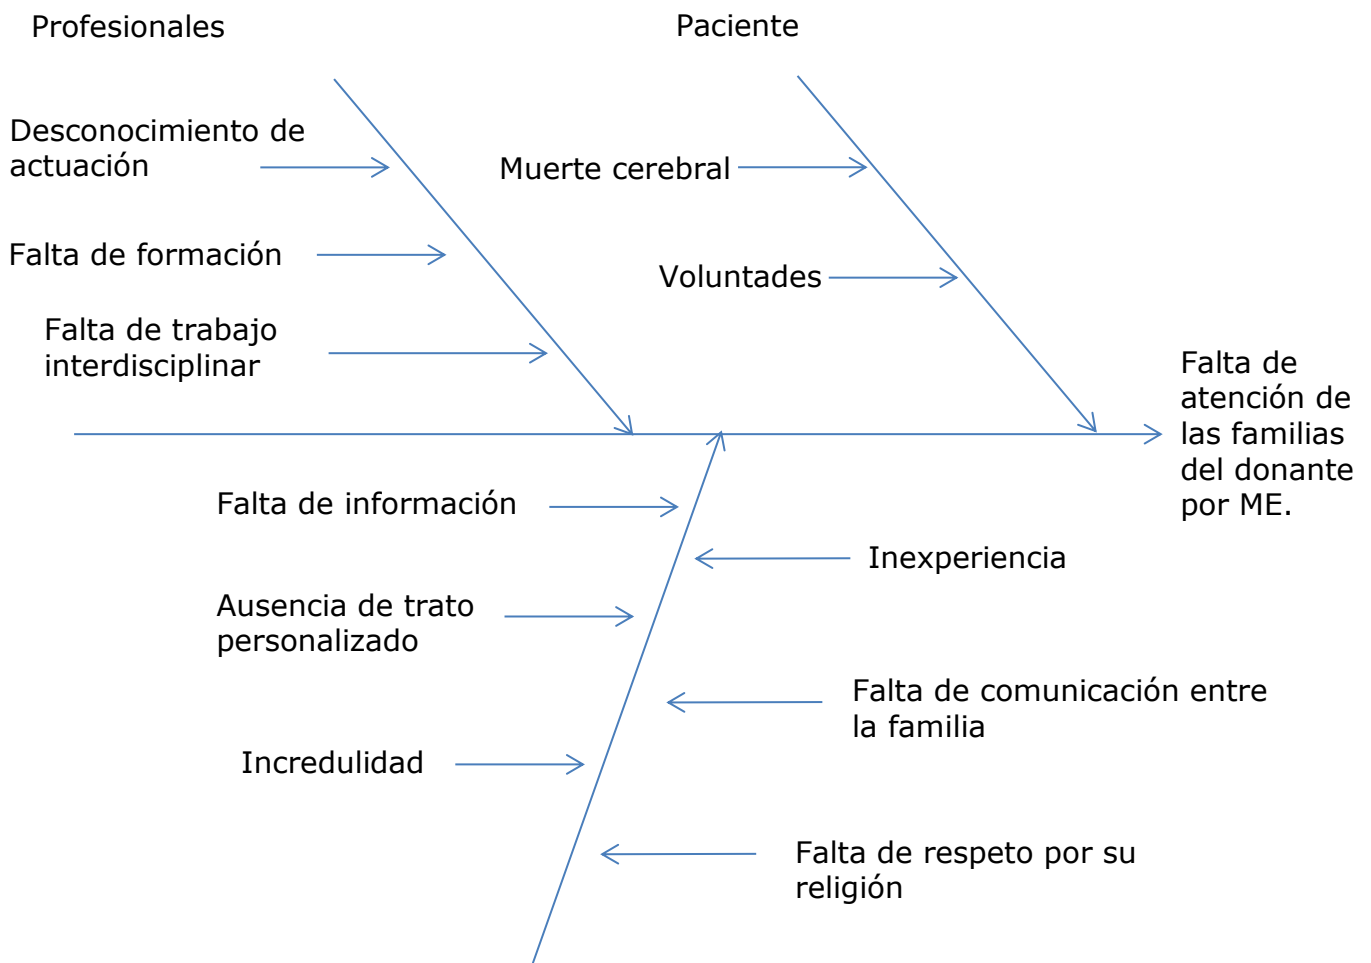 Profesionales
Paciente
Desconocimiento de
actuación
Muerte cerebral
Falta de formación
Voluntades
Falta de trabajo
interdisciplinar
Falta de
atención de
las familias
del donante
por ME.
Falta de información
Inexperiencia
Ausencia de trato
personalizado
Falta de comunicación entre
la familia
Incredulidad
Falta de respeto por su
religión